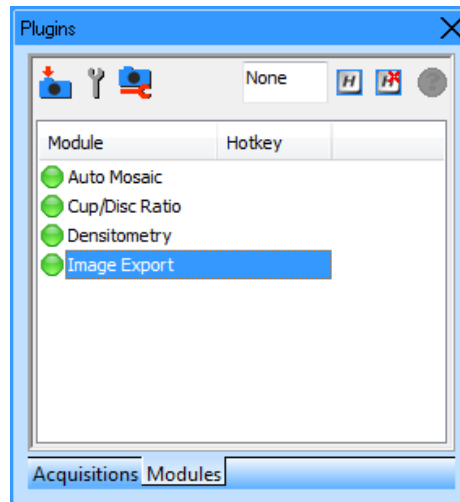 Plugins
None
Module Hotkey
Auto Mosaic
Cup/Disc Ratio
Densitometry
Image Export
Acquisitions Modules